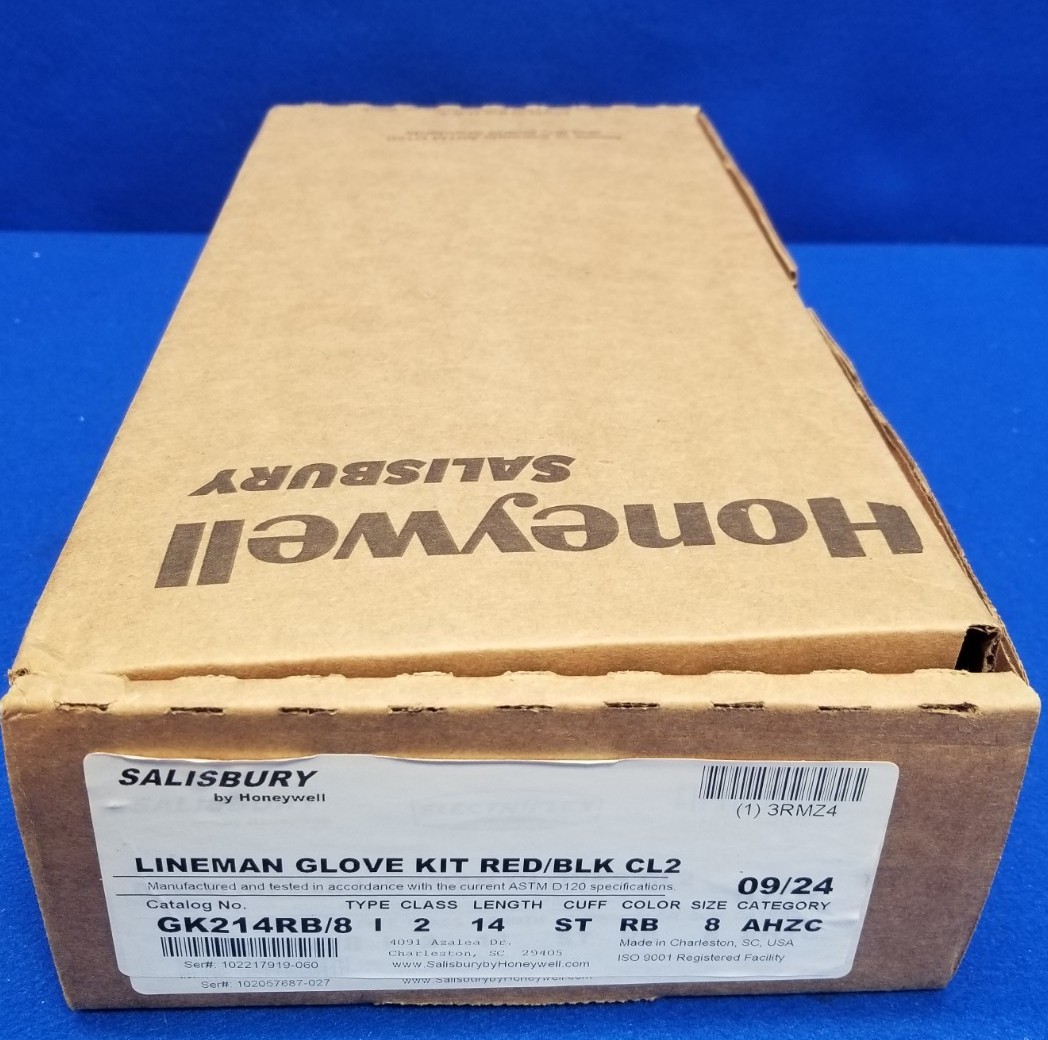 SALISBURY
Honeywell
SALISBURY
by Honeywell
(1) 3RMZ4
LINEMAN GLOVE KIT RED/BLK CL2
Manufactured and tested in accordance with the current ASTM D120 specifications.
09/24
Catalog No. TYPE CLASS LENGTH CUFF COLOR SIZE CATEGORY
GK214RB/8 I 2 14 ST RB 8 AHZC
4091 Azalea Dr. Made in Charleston, SC, USA
Charleston, SC 29405
Ser#: 102217919-060 www.SalisburybyHoneywell.com ISO 9001 Registered Facility
Ser#: 102057687-027 www.SalisburybyHoneywell.com